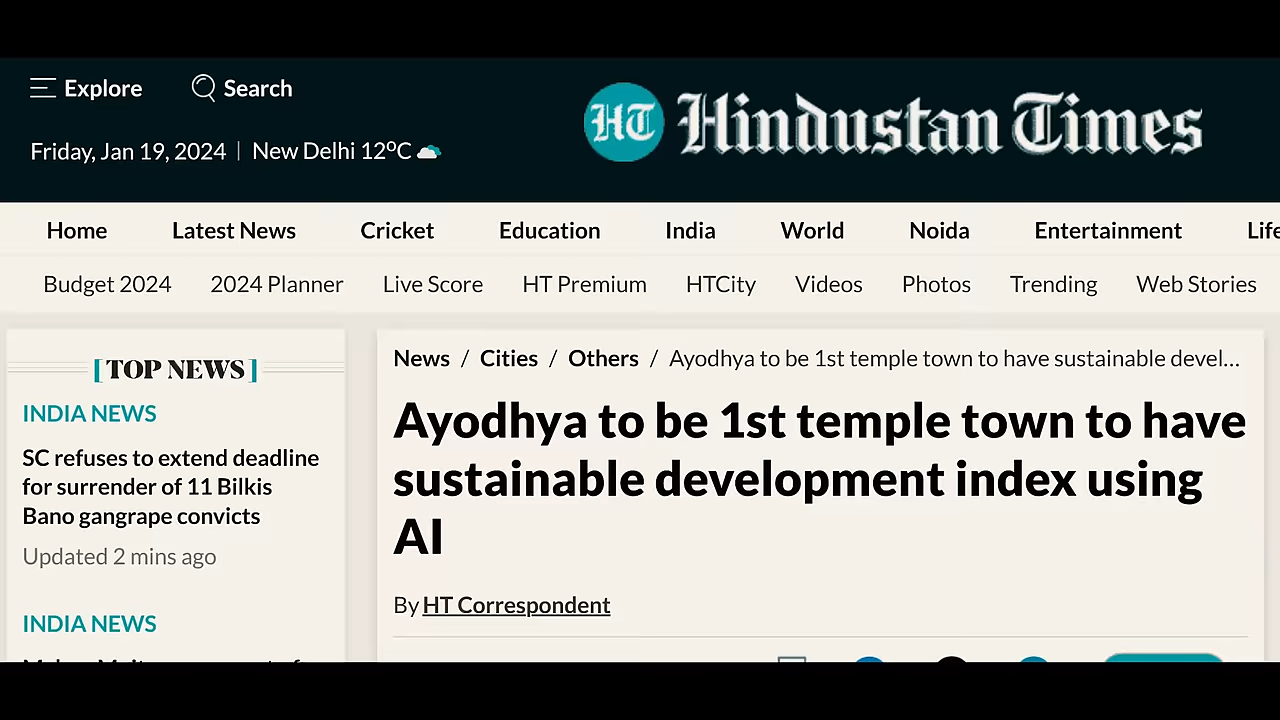 Explore Search
HT Hindustan Times
Friday, Jan 19, 2024 | New Delhi 12ºC
Home Latest News Cricket Education India World Noida Entertainment
Budget 2024 2024 Planner Live Score HT Premium HTCity Videos Photos Trending Web Stories
[TOP NEWS]
INDIA NEWS
SC refuses to extend deadline
for surrender of 11 Bilkis
Bano gangrape convicts
Updated 2 mins ago
INDIA NEWS
News / Cities / Others / Ayodhya to be 1st temple town to have sustainable devel...
Ayodhya to be 1st temple town to have
sustainable development index using
AI
By HT Correspondent